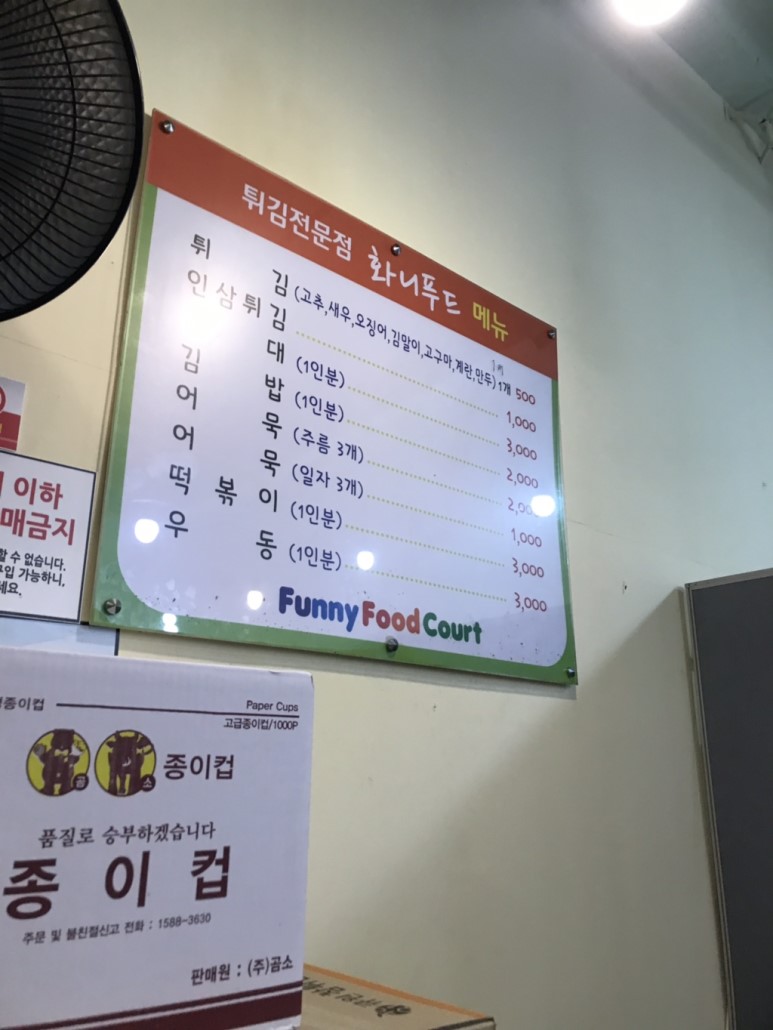 튀김전문점 화니푸드 메뉴
튀 김 (고추,새우,오징어,김말이,고구마,계란,만두) 1개 500
인삼튀김 1,000
대 (1인분) 3,000
김 밥 (1인분) 2,000
어 묵 (주름 3개)
어 묵 (일자 3개) 1,000
떡 볶 이 (1인분) 3,000
우 동 (1인분) 3,000
Funny Food Court
이하
매금지
수 없습니다.
가능하니,
종이컵
Paper Cups
고급종이컵/1000P
곰 소 종이컵
품질로 승부하겠습니다
종 이 컵
주문 및 불친절신고 전화 : 1588-3630
판매원 : (주)곰소